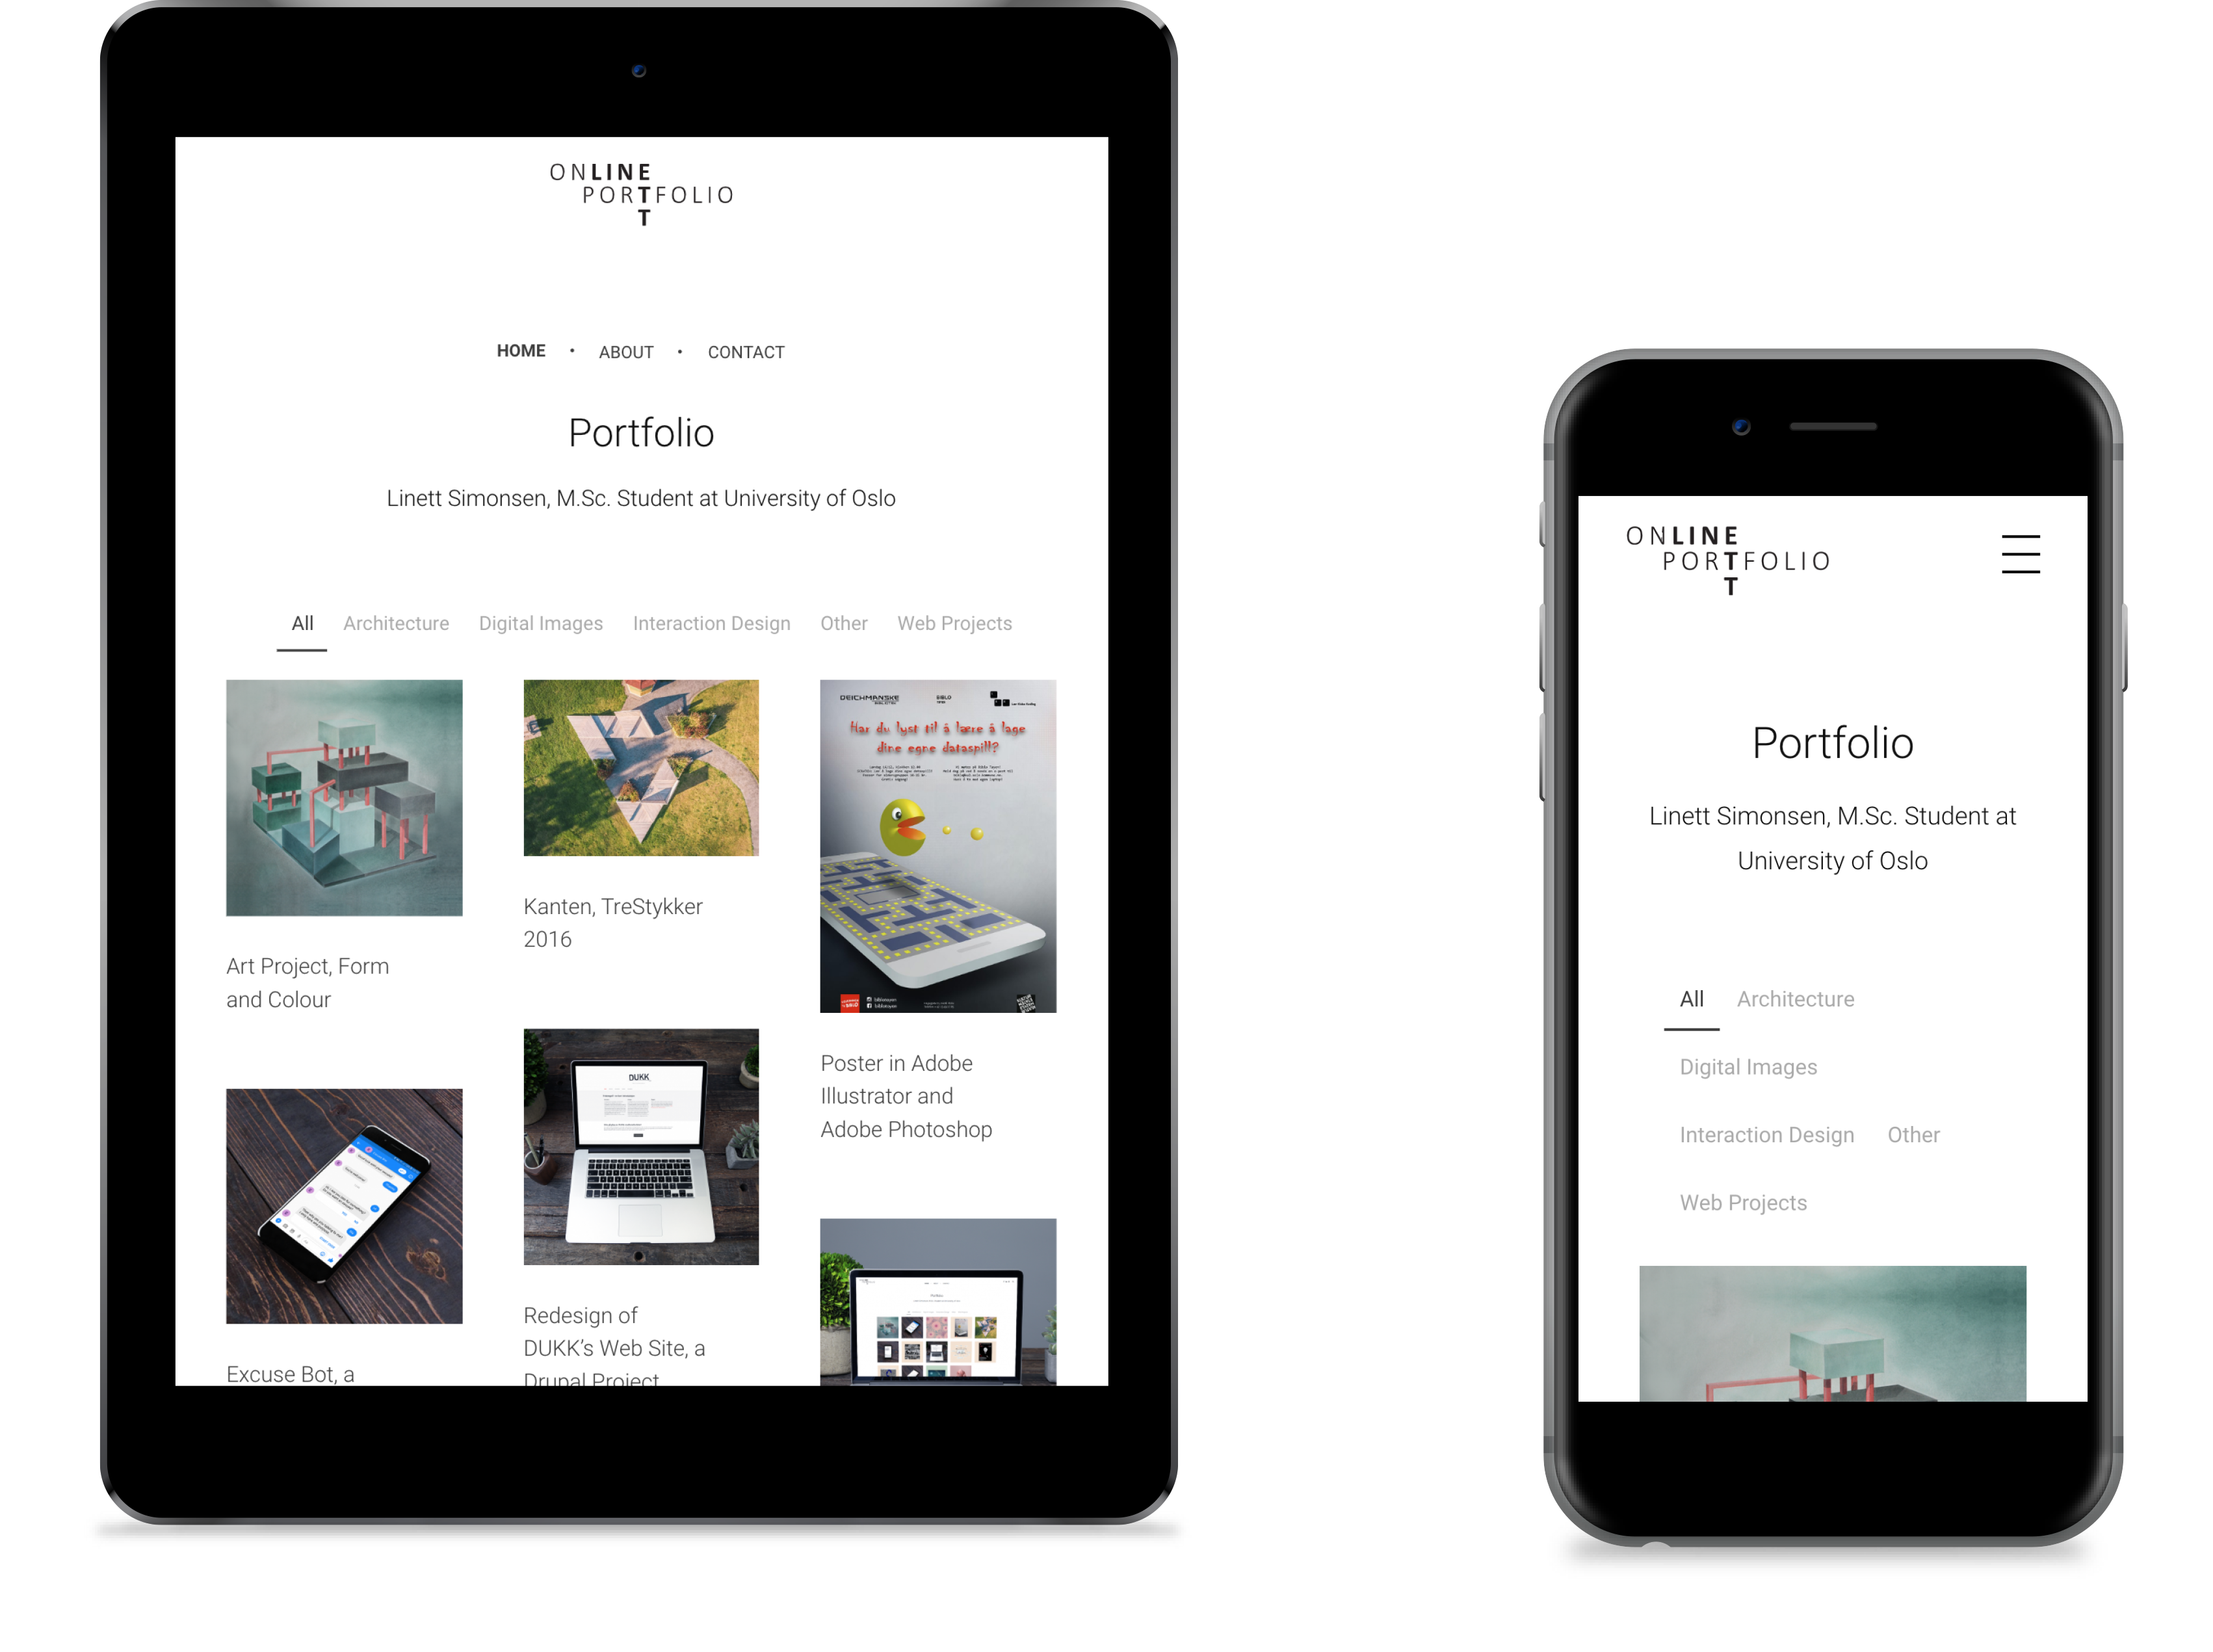 ONLINE
PORTFOLIO
T
HOME • ABOUT • CONTACT
Portfolio
Linett Simonsen, M.Sc. Student at University of Oslo
All Architecture Digital Images Interaction Design Other Web Projects
DEICHMANSKE
BIBLO
Har du lyst til å lære å lage
dine egne dataspill?
Art Project, Form
and Colour
Kanten, TreStykker
2016
Poster in Adobe
Illustrator and
Adobe Photoshop
DUKK
Excuse Bot, a
Redesign of
DUKK’s Web Site, a
Drupal Project
Portfolio
ONLINE
PORTFOLIO
T
Portfolio
Linett Simonsen, M.Sc. Student at
University of Oslo
All Architecture
Digital Images
Interaction Design Other
Web Projects